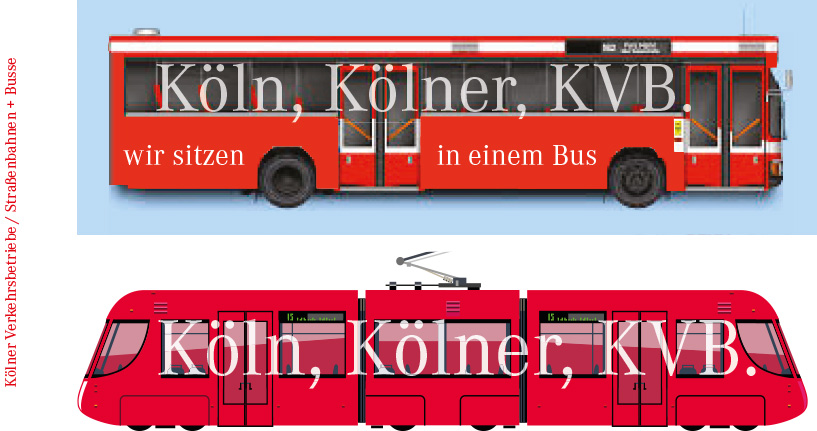 Kölner Verkehrsbetriebe / Straßenbahnen + Busse
Köln, Kölner, KVB.
wir sitzen in einem Bus
Köln, Kölner, KVB.